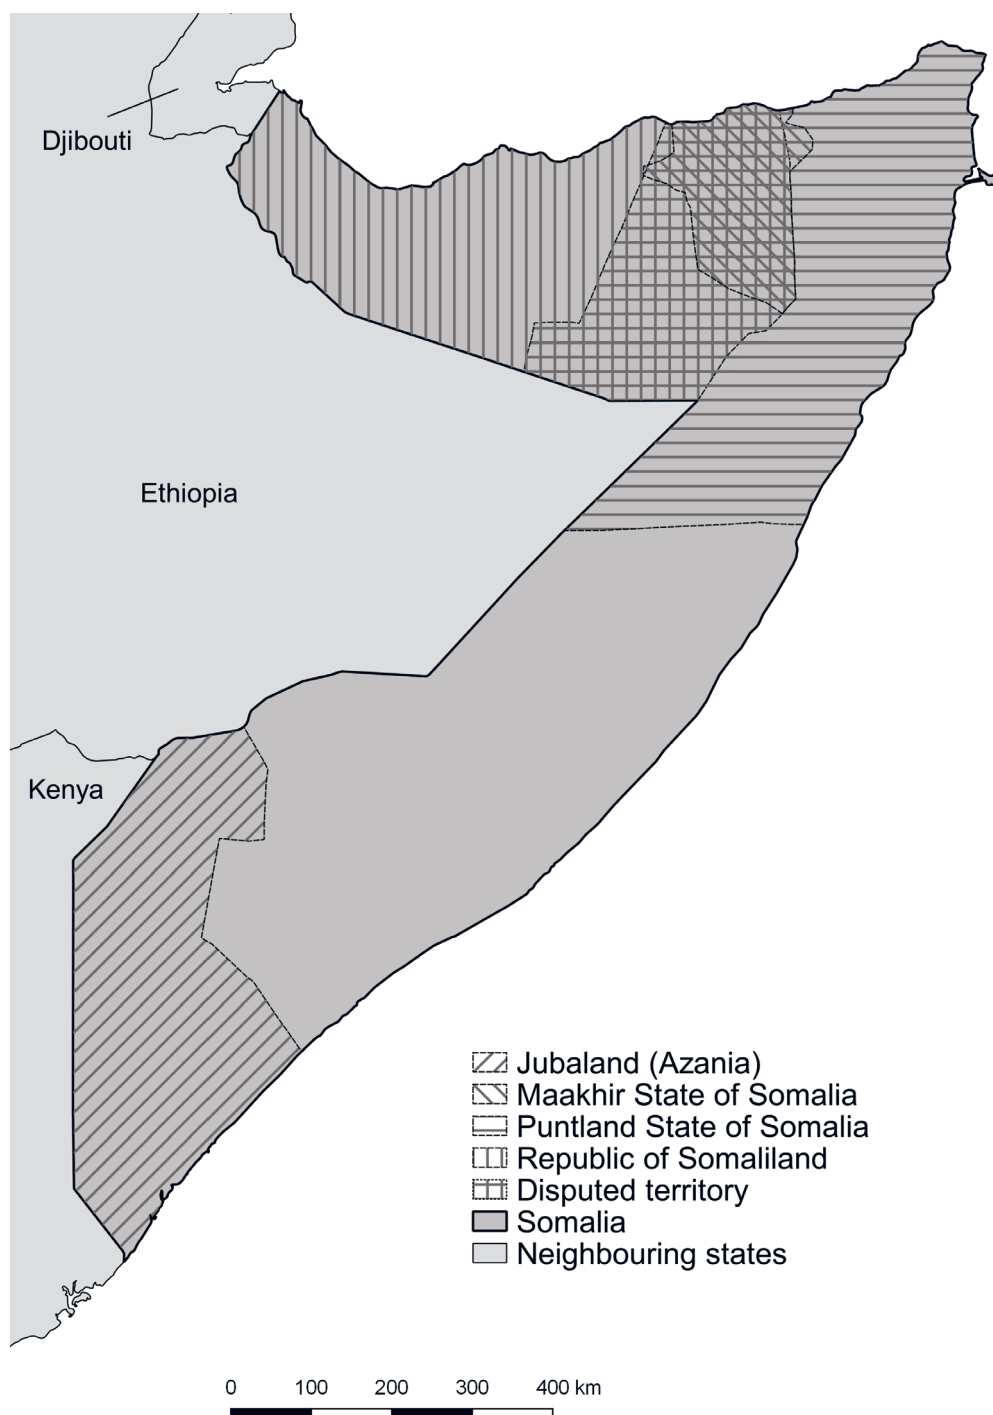 Djibouti
Ethiopia
Kenya
Jubaland (Azania)
Maakhir State of Somalia
Puntland State of Somalia
Republic of Somaliland
Disputed territory
Somalia
Neighbouring states
0 100 200 300 400 km